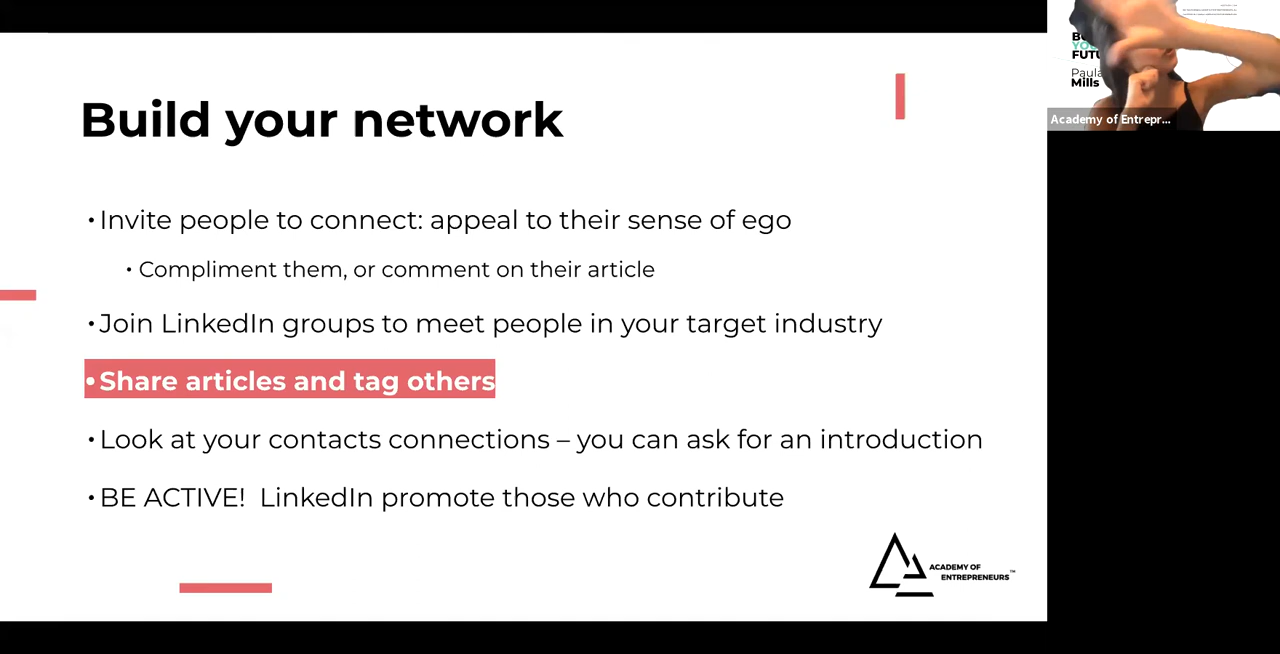 Build your network
• Invite people to connect: appeal to their sense of ego
• Compliment them, or comment on their article
• Join LinkedIn groups to meet people in your target industry
• Share articles and tag others
• Look at your contacts connections – you can ask for an introduction
• BE ACTIVE!  LinkedIn promote those who contribute
ACADEMY OF
ENTREPRENEURS™
Paula
Mills
Academy of Entrepr...